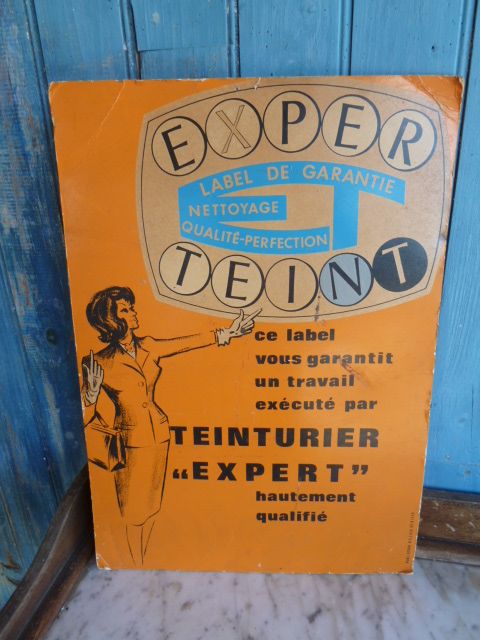 EXPER
LABEL DE GARANTIE
NETTOYAGE
QUALITÉ-PERFECTION
TEINT
ce label
vous garantit
un travail
exécuté par
TEINTURIER
"EXPERT"
hautement
qualifié